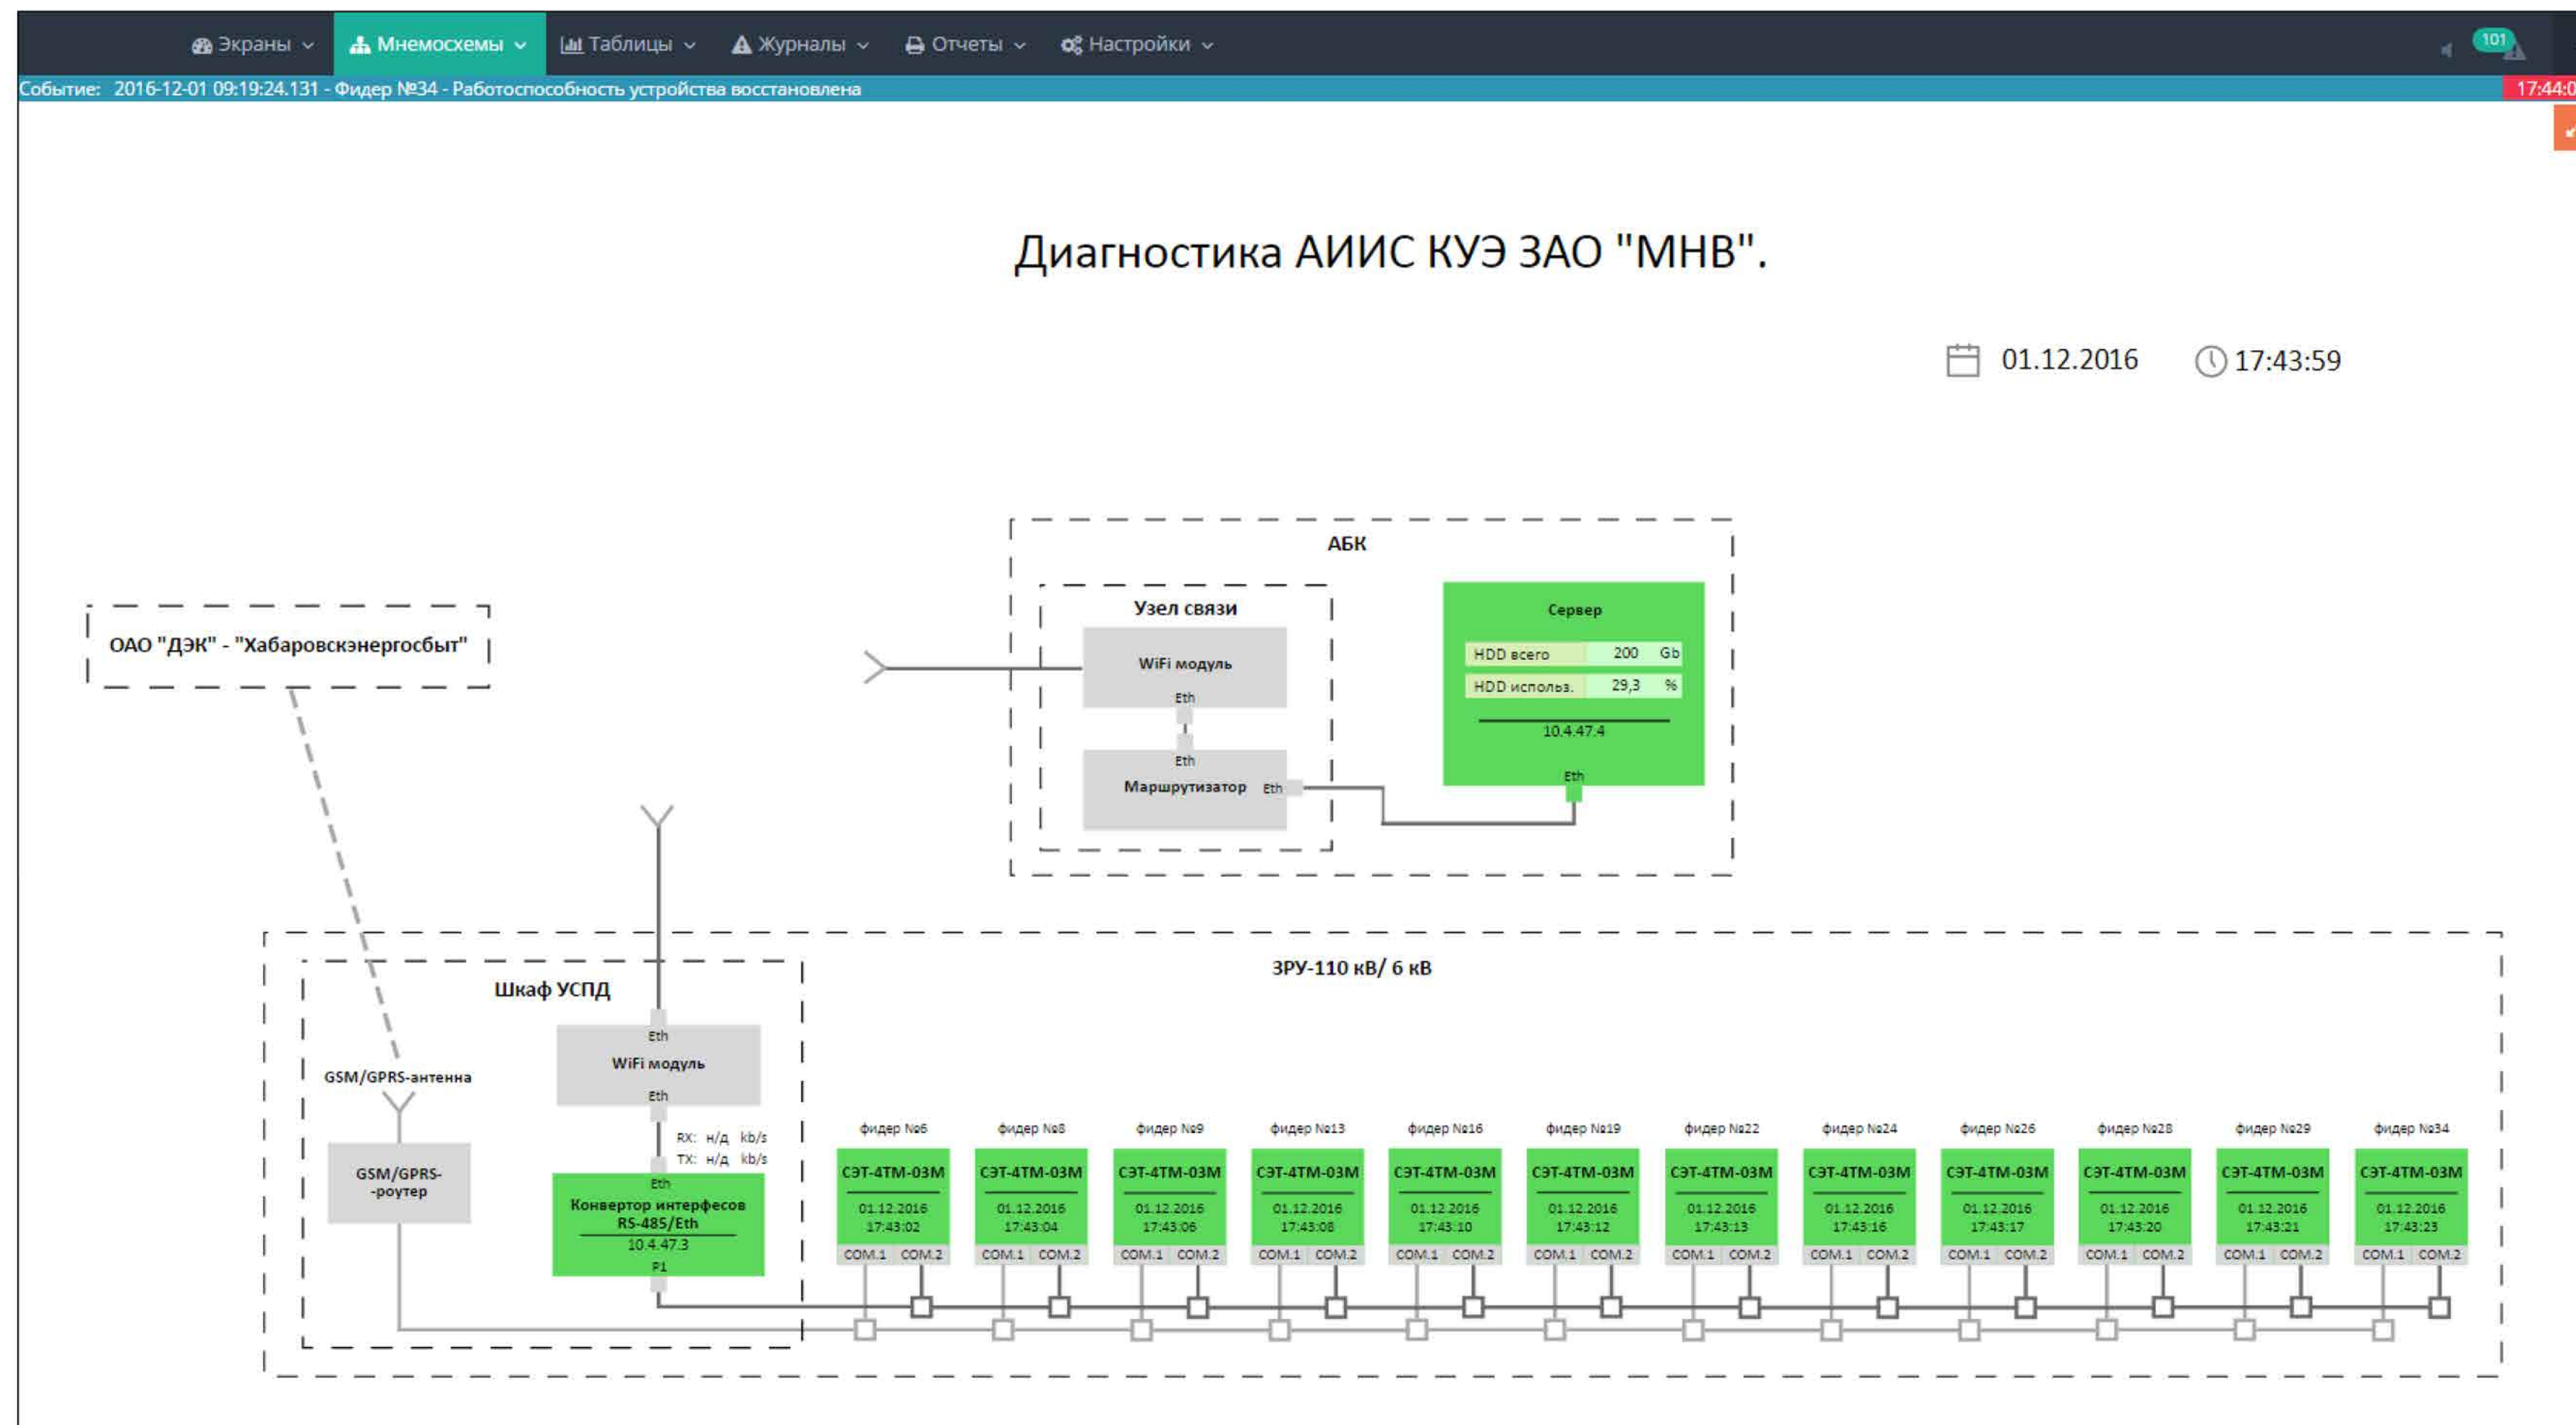 Экраны Мнемосхемы Таблицы Журналы Отчеты Настройки 101
Событие: 2016-12-01 09:19:24.131 - Фидер №34 - Работоспособность устройства восстановлена 17:44:0
Диагностика АИИС КУЭ ЗАО "МНВ".
01.12.2016 17:43:59
АБК
Узел связи
WiFi модуль
Eth
Eth
Маршрутизатор Eth
Сервер
HDD всего 200 Gb
HDD использ. 29,3 %
10.4.47.4
Eth
ОАО "ДЭК" - "Хабаровскэнергосбыт"
ЗРУ-110 кВ/ 6 кВ
Шкаф УСПД
GSM/GPRS-антенна
GSM/GPRS-
-роутер
Eth
WiFi модуль
Eth
RX: н/д kb/s
TX: н/д kb/s
Eth
Конвертор интерфесов
RS-485/Eth
10.4.47.3
P1
фидер №6 фидер №8 фидер №9 фидер №13 фидер №16 фидер №19 фидер №22 фидер №24 фидер №26 фидер №28 фидер №29 фидер №34
СЭТ-4ТМ-03М СЭТ-4ТМ-03М СЭТ-4ТМ-03М СЭТ-4ТМ-03М СЭТ-4ТМ-03М СЭТ-4ТМ-03М СЭТ-4ТМ-03М СЭТ-4ТМ-03М СЭТ-4ТМ-03М СЭТ-4ТМ-03М СЭТ-4ТМ-03М СЭТ-4ТМ-03М
01.12.2016 01.12.2016 01.12.2016 01.12.2016 01.12.2016 01.12.2016 01.12.2016 01.12.2016 01.12.2016 01.12.2016 01.12.2016 01.12.2016
17:43:02 17:43:04 17:43:06 17:43:08 17:43:10 17:43:12 17:43:13 17:43:16 17:43:17 17:43:20 17:43:21 17:43:23
COM.1 COM.2 COM.1 COM.2 COM.1 COM.2 COM.1 COM.2 COM.1 COM.2 COM.1 COM.2 COM.1 COM.2 COM.1 COM.2 COM.1 COM.2 COM.1 COM.2 COM.1 COM.2 COM.1 COM.2